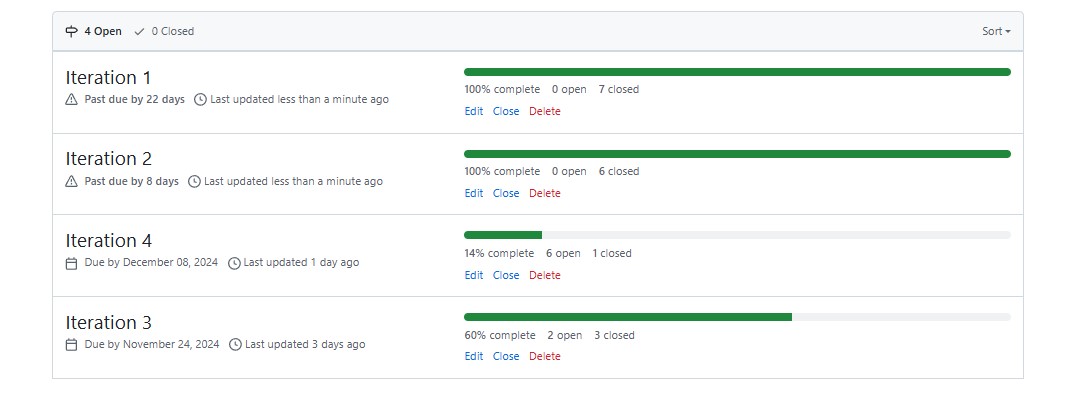 4 Open 0 Closed Sort
Iteration 1
Past due by 22 days Last updated less than a minute ago
100% complete 0 open 7 closed
Edit Close Delete
Iteration 2
Past due by 8 days Last updated less than a minute ago
100% complete 0 open 6 closed
Edit Close Delete
Iteration 4
Due by December 08, 2024 Last updated 1 day ago
14% complete 6 open 1 closed
Edit Close Delete
Iteration 3
Due by November 24, 2024 Last updated 3 days ago
60% complete 2 open 3 closed
Edit Close Delete